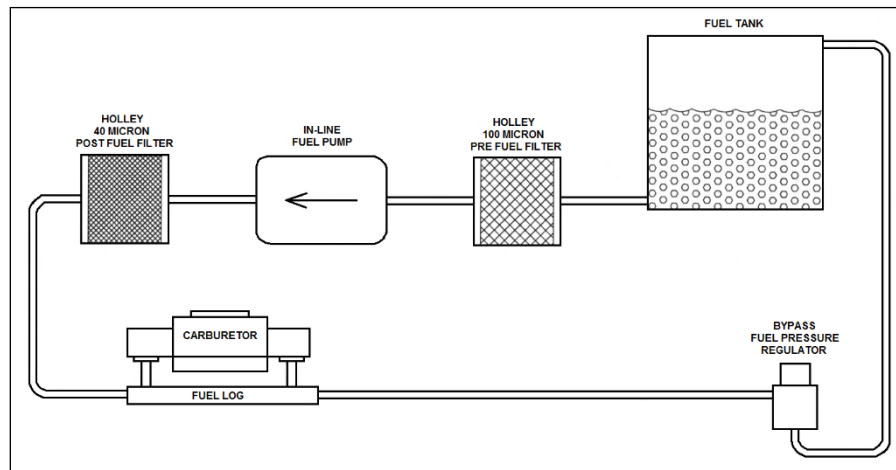 FUEL TANK
HOLLEY
40 MICRON
POST FUEL FILTER
IN-LINE
FUEL PUMP
HOLLEY
100 MICRON
PRE FUEL FILTER
CARBURETOR
FUEL LOG
BYPASS
FUEL PRESSURE
REGULATOR